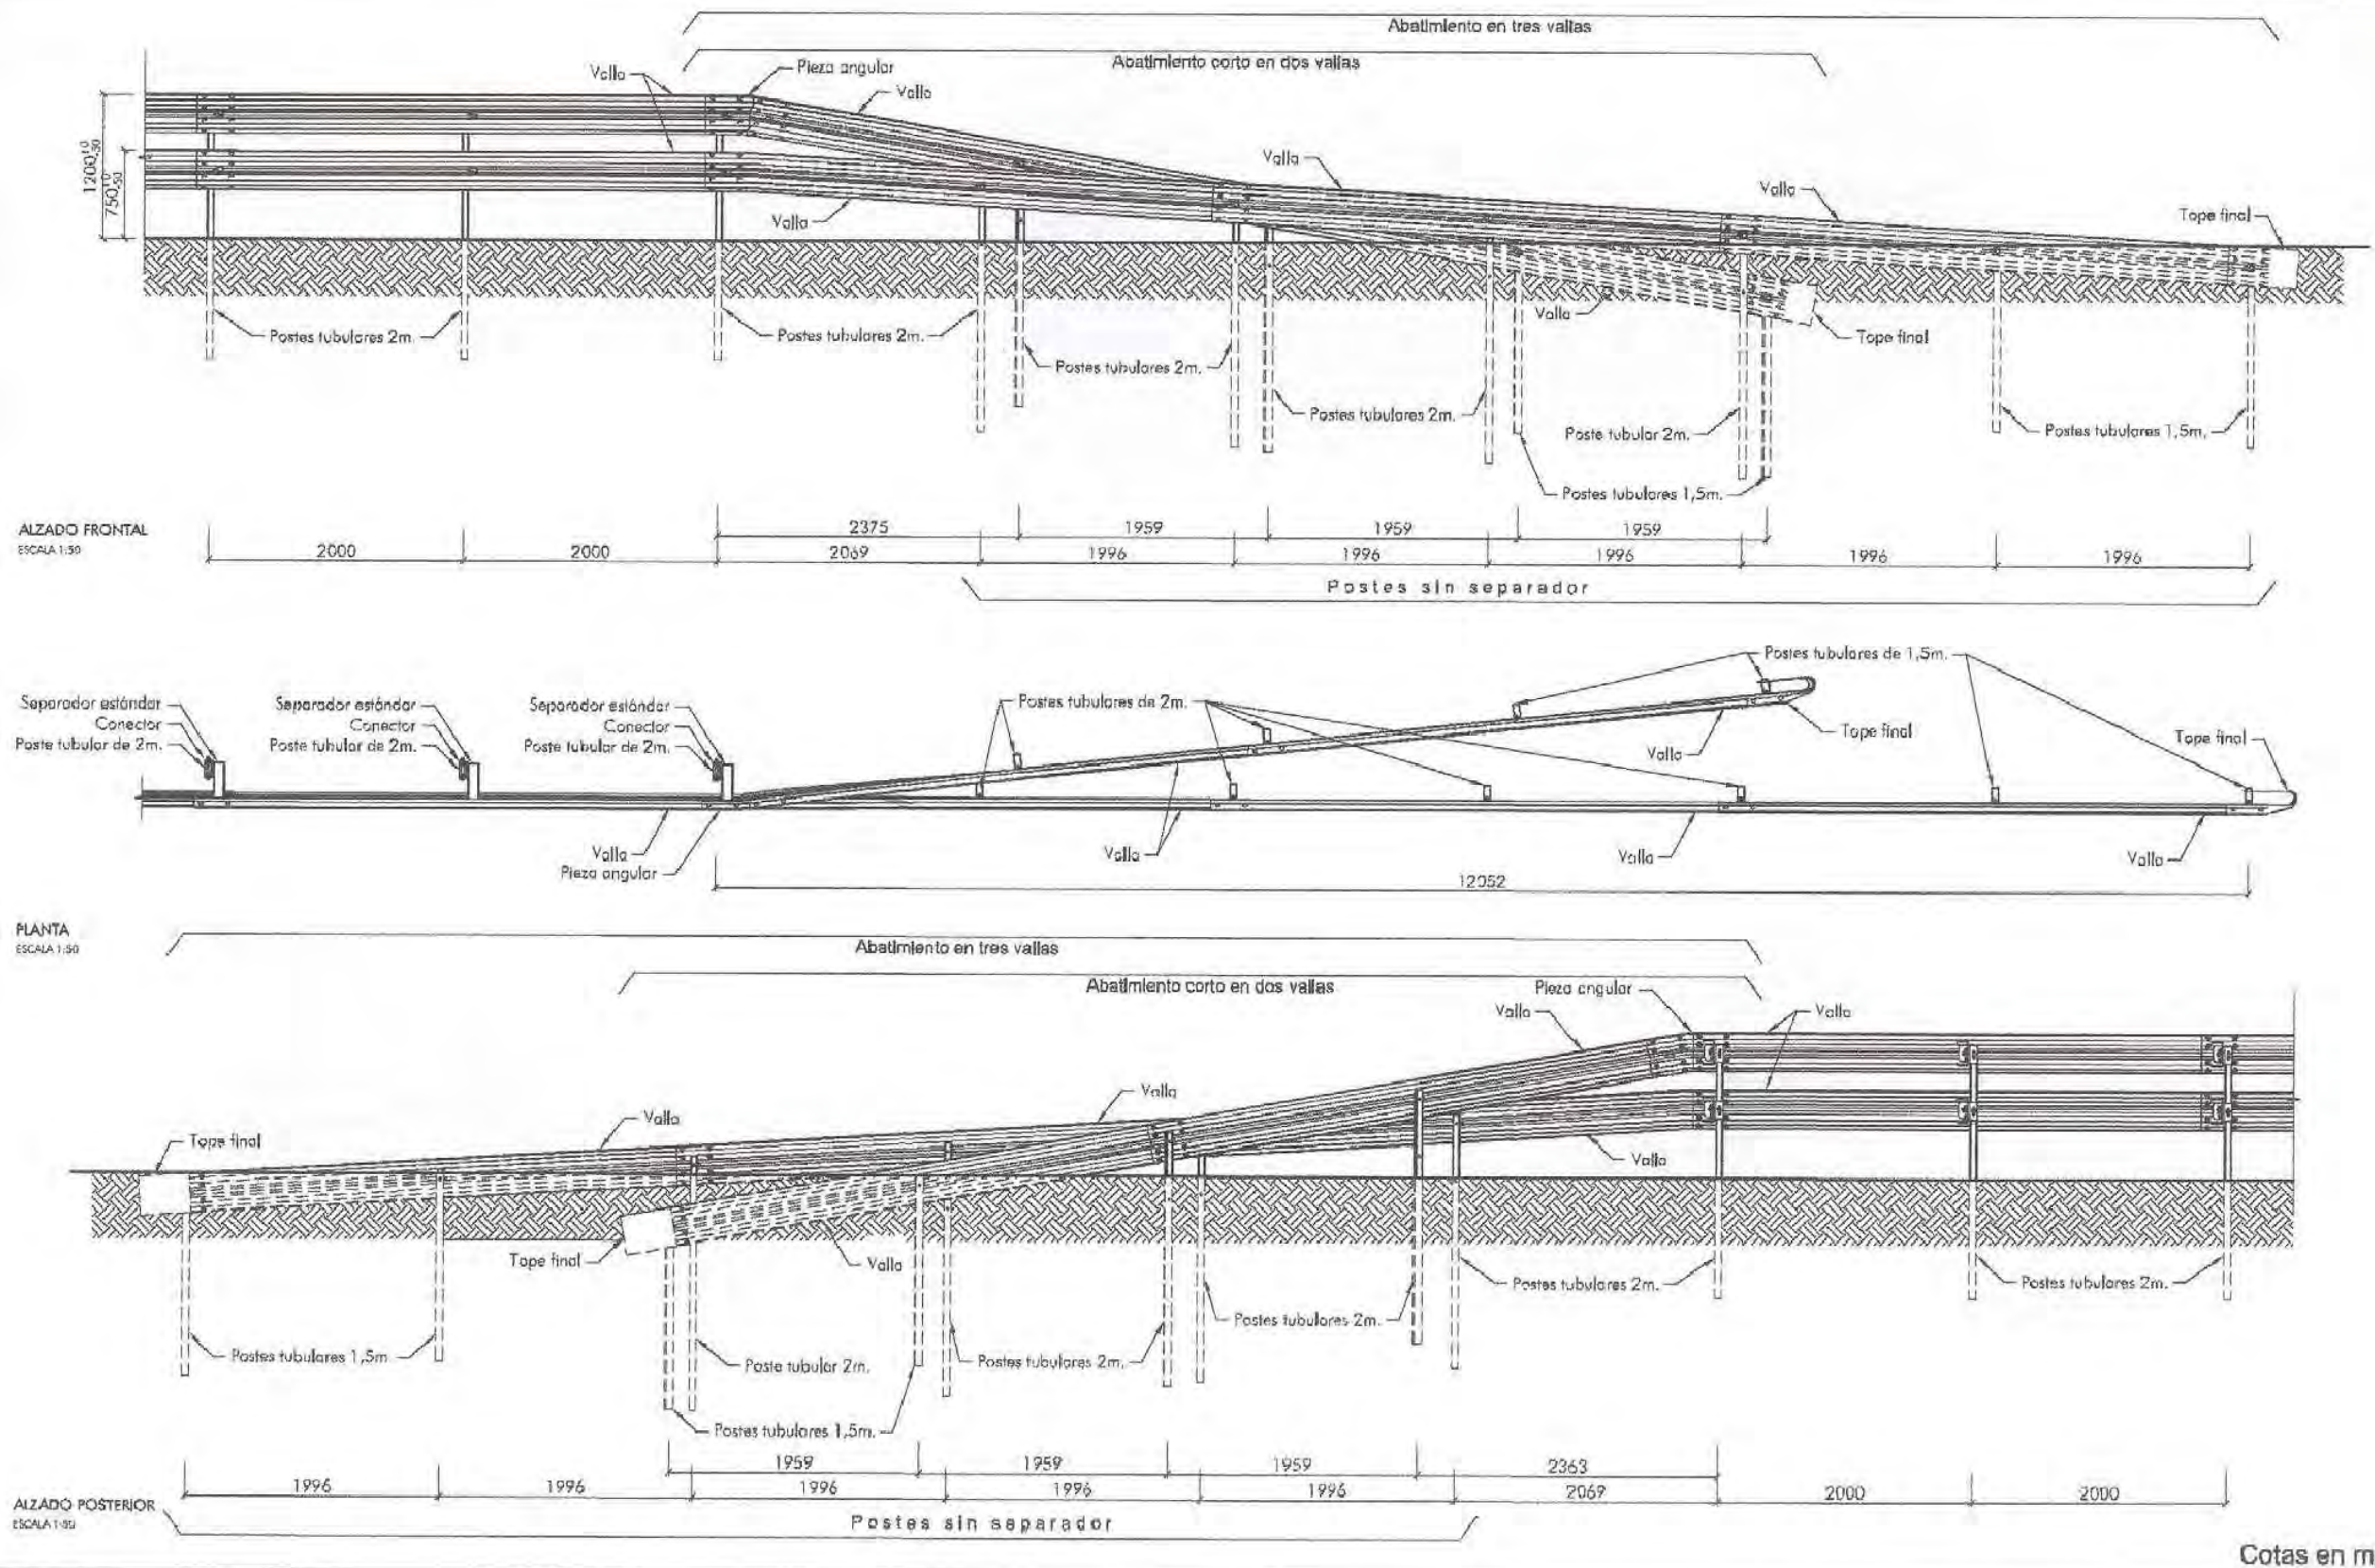 Abatimiento en tres vallas
Abatimiento corto en dos vallas
Valla
Pieza angular
Valla
Valla
Valla
Valla
Tope final
1200
750
Valla
Tope final
Postes tubulares 2m.
Postes tubulares 2m.
Postes tubulares 2m.
Postes tubulares 2m.
Poste tubular 2m.
Postes tubulares 1,5m.
Postes tubulares 1,5m.
ALZADO FRONTAL
ESCALA 1:50
2375 1959 1959 1959
2000 2000 2069 1996 1996 1996 1996 1996
Postes sin separador
Separador estándar
Conector
Poste tubular de 2m.
Separador estándar
Conector
Poste tubular de 2m.
Separador estándar
Conector
Poste tubular de 2m.
Postes tubulares de 2m.
Postes tubulares de 1,5m.
Tope final
Valla
Tope final
Valla
Pieza angular
Valla
Valla
Valla
12052
PLANTA
ESCALA 1:50
Abatimiento en tres vallas
Abatimiento corto en dos vallas
Pieza angular
Valla
Valla
Valla
Valla
Tope final
Valla
Tope final
Valla
Postes tubulares 2m.
Postes tubulares 2m.
Postes tubulares 2m.
Postes tubulares 1,5m
Poste tubular 2m.
Postes tubulares 2m.
Postes tubulares 1,5m.
1959 1959 1959 2363
1996 1996 1996 1996 1996 2069 2000 2000
ALZADO POSTERIOR
ESCALA 1:50
Postes sin separador
Cotas en m